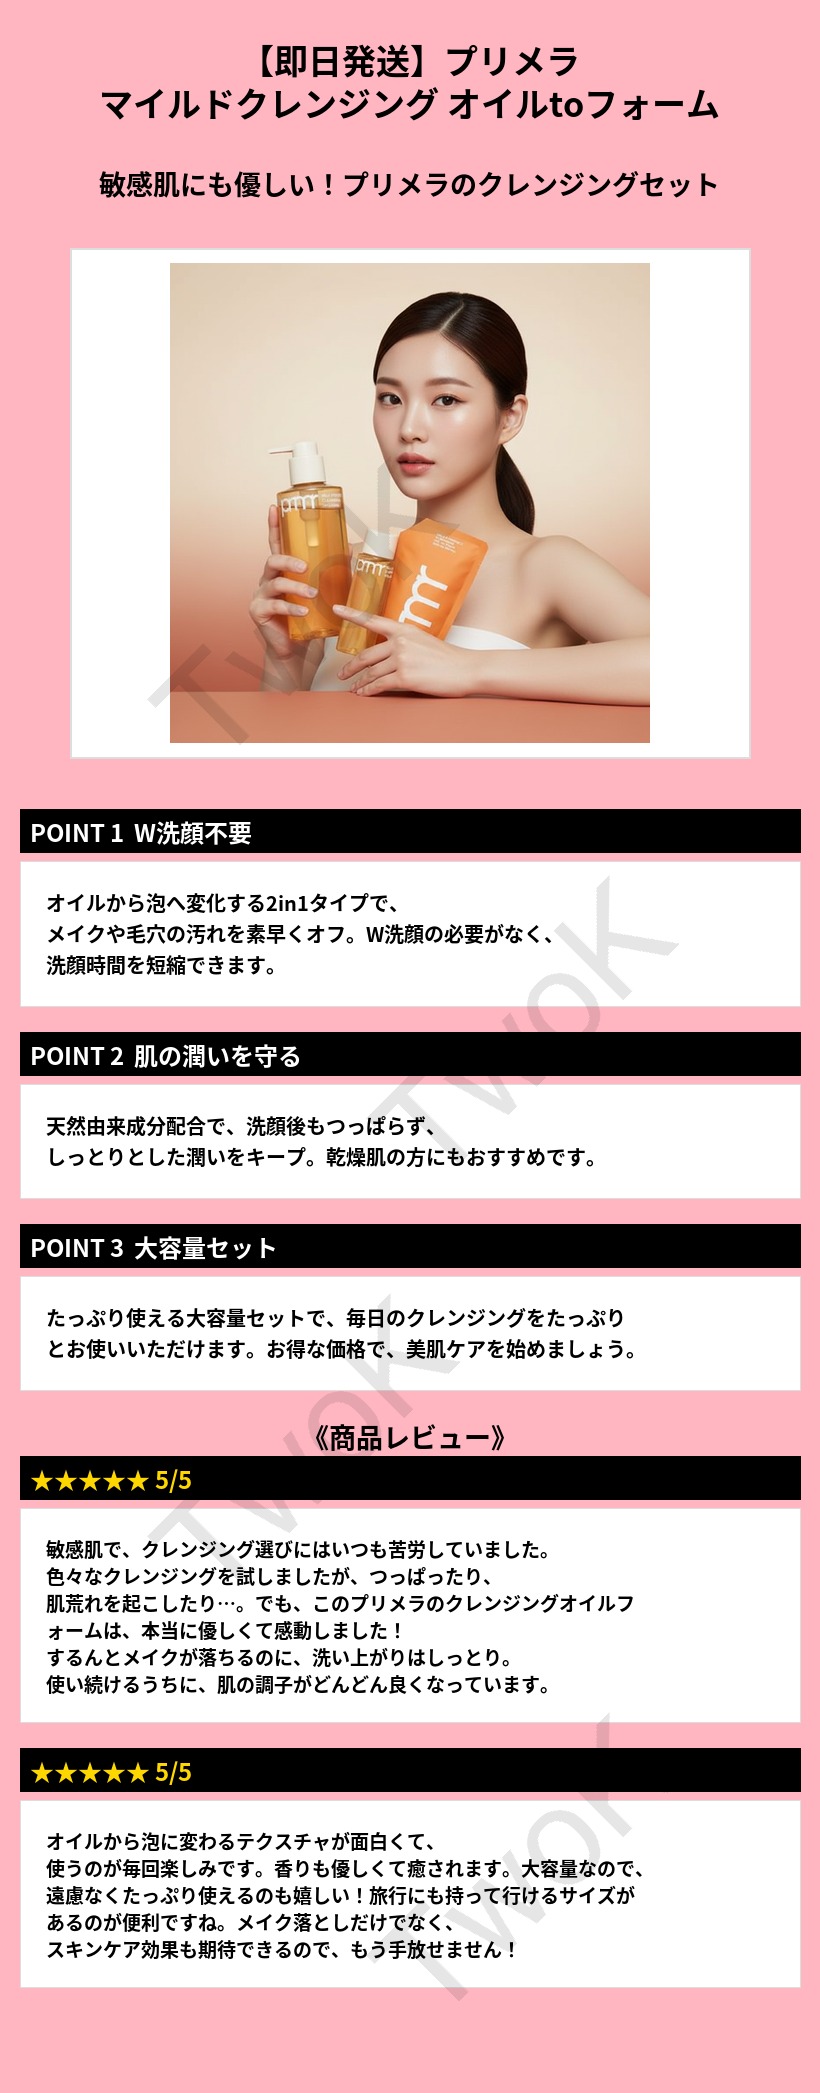 【即日発送】プリメラ
マイルドクレンジング オイルtoフォーム
敏感肌にも優しい！プリメラのクレンジングセット
prmr
prmr
prmr
TwoK
POINT 1 W洗顔不要
オイルから泡へ変化する2in1タイプで、
メイクや毛穴の汚れを素早くオフ。W洗顔の必要がなく、
洗顔時間を短縮できます。
TwoK
POINT 2 肌の潤いを守る
天然由来成分配合で、洗顔後もつっぱらず、
しっとりとした潤いをキープ。乾燥肌の方にもおすすめです。
POINT 3 大容量セット
たっぷり使える大容量セットで、毎日のクレンジングをたっぷり
とお使いいただけます。お得な価格で、美肌ケアを始めましょう。
TwoK
《商品レビュー》
★★★★★ 5/5
敏感肌で、クレンジング選びにはいつも苦労していました。
色々なクレンジングを試しましたが、つっぱったり、
肌荒れを起こしたり…。でも、このプリメラのクレンジングオイルフ
ォームは、本当に優しくて感動しました！
するんとメイクが落ちるのに、洗い上がりはしっとり。
使い続けるうちに、肌の調子がどんどん良くなっています。
★★★★★ 5/5
オイルから泡に変わるテクスチャが面白くて、
使うのが毎回楽しみです。香りも優しくて癒されます。大容量なので、
遠慮なくたっぷり使えるのも嬉しい！旅行にも持って行けるサイズが
あるのが便利ですね。メイク落としだけでなく、
スキンケア効果も期待できるので、もう手放せません！
TwoK